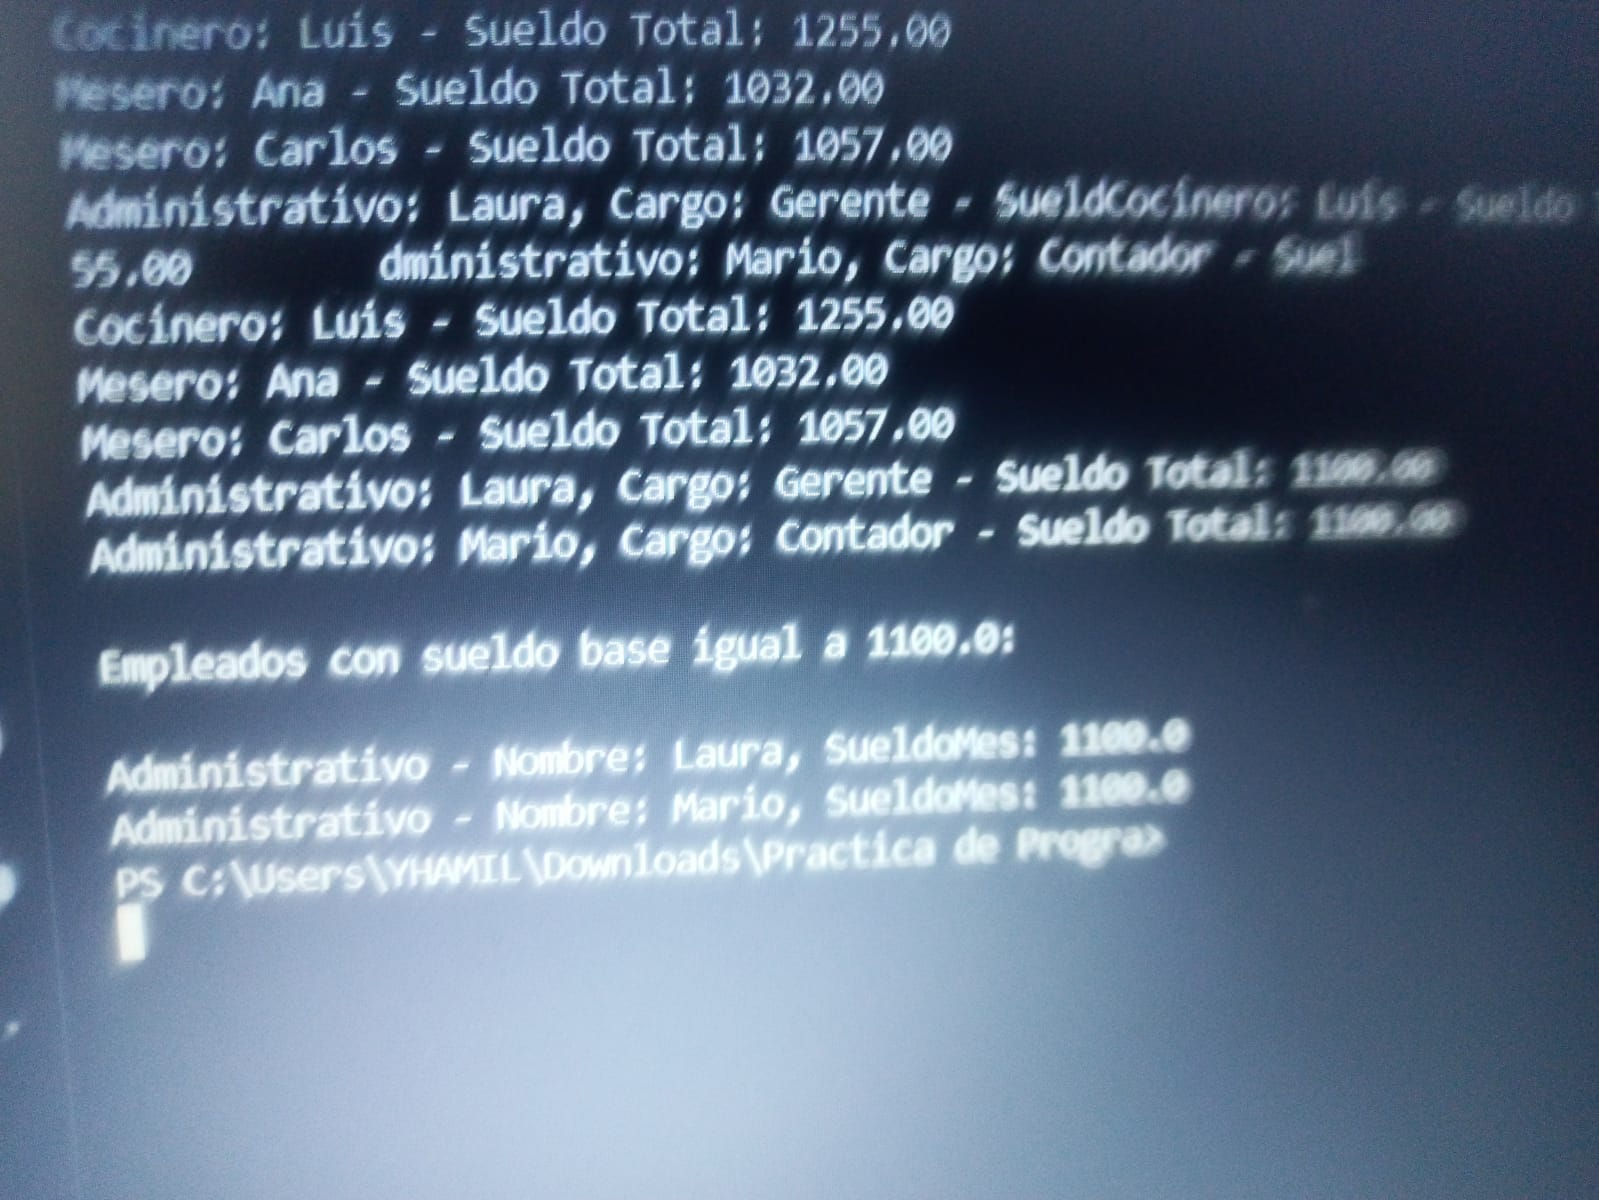 Cocinero: Luis - Sueldo Total: 1255.00
Mesero: Ana - Sueldo Total: 1032.00
Mesero: Carlos - Sueldo Total: 1057.00
Administrativo: Laura, Cargo: Gerente - SueldCocinero: Luis - Sueldo
55.00 dministrativo: Mario, Cargo: Contador - Suel
Cocinero: Luis - Sueldo Total: 1255.00
Mesero: Ana - Sueldo Total: 1032.00
Mesero: Carlos - Sueldo Total: 1057.00
Administrativo: Laura, Cargo: Gerente - Sueldo Total: 1100.00
Administrativo: Mario, Cargo: Contador - Sueldo Total: 1100.00
Empleados con sueldo base igual a 1100.0:
Administrativo - Nombre: Laura, SueldoMes: 1100.0
Administrativo - Nombre: Mario, SueldoMes: 1100.0
PS C:\Users\YHAMIL\Downloads\Practica de Progra>